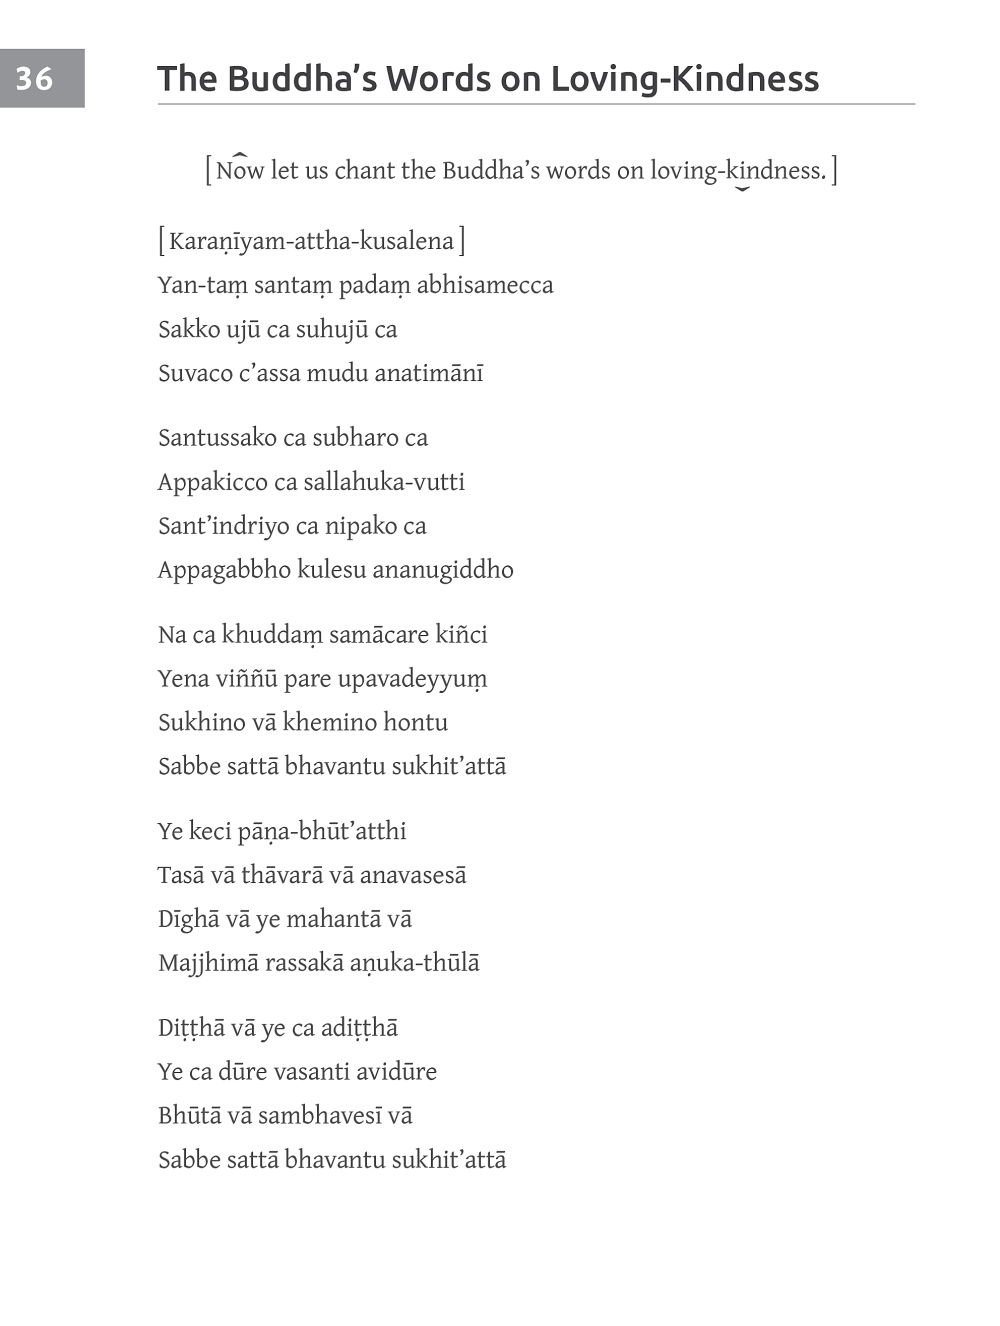 36
The Buddha’s Words on Loving-Kindness
[ Now let us chant the Buddha’s words on loving-kindness. ]
[ Karaṇīyam-attha-kusalena ]
Yan-taṃ santaṃ padaṃ abhisamecca
Sakko ujū ca suhujū ca
Suvaco c’assa mudu anatimānī
Santussako ca subharo ca
Appakicco ca sallahuka-vutti
Sant’indriyo ca nipako ca
Appagabbho kulesu ananugiddho
Na ca khuddaṃ samācare kiñci
Yena viññū pare upavadeyyuṃ
Sukhino vā khemino hontu
Sabbe sattā bhavantu sukhit’attā
Ye keci pāṇa-bhūt’atthi
Tasā vā thāvarā vā anavasesā
Dīghā vā ye mahantā vā
Majjhimā rassakā aṇuka-thūlā
Diṭṭhā vā ye ca adiṭṭhā
Ye ca dūre vasanti avidūre
Bhūtā vā sambhavesī vā
Sabbe sattā bhavantu sukhit’attā